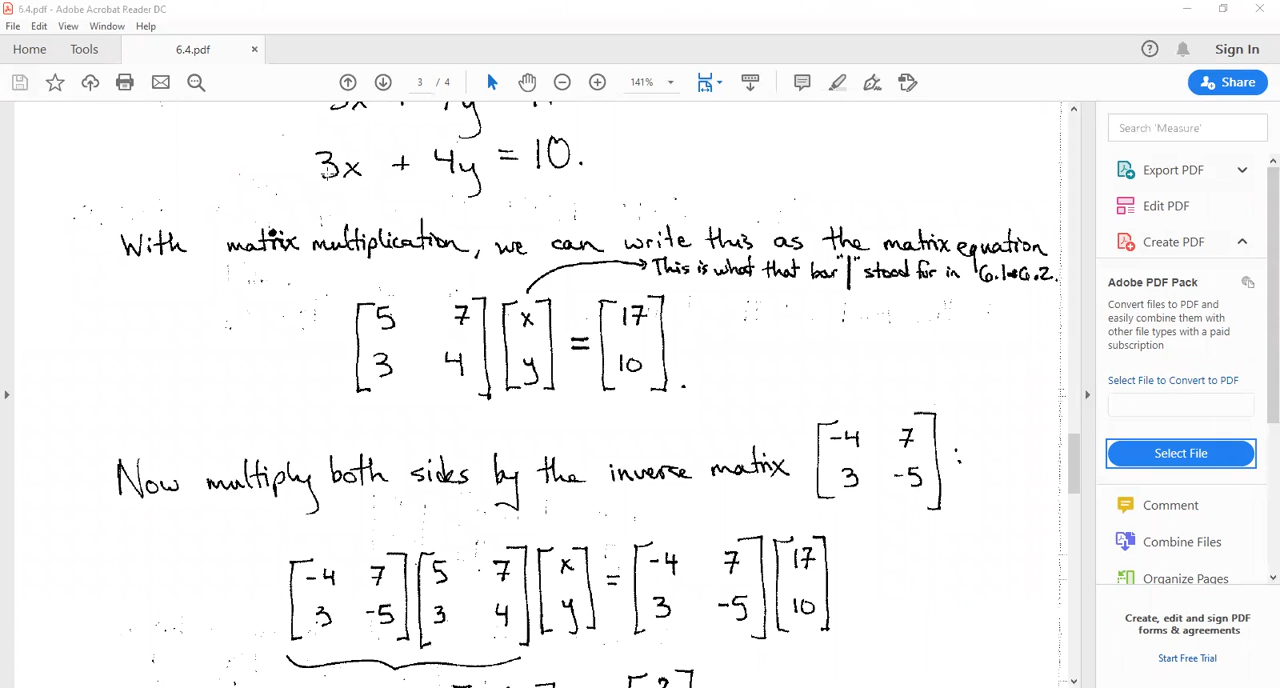 6.4.pdf - Adobe Acrobat Reader DC
File Edit View Window Help
Home Tools 6.4.pdf × Sign In
3 / 4 141% Share
3x + 4y = 10.
With matrix multiplication, we can write this as the matrix equation
This is what that bar "|" stood for in 6.1&6.2.
[5 7] [x] = [17]
[3 4] [y] [10].
Now multiply both sides by the inverse matrix [-4 7]
[3 -5] :
[-4 7] [5 7] [x] = [-4 7] [17]
[3 -5] [3 4] [y] [3 -5] [10]
Search 'Measure'
Export PDF
Edit PDF
Create PDF
Adobe PDF Pack
Convert files to PDF and
easily combine them with
other file types with a paid
subscription
Select File to Convert to PDF
Select File
Comment
Combine Files
Organize Pages
Create, edit and sign PDF
forms & agreements
Start Free Trial